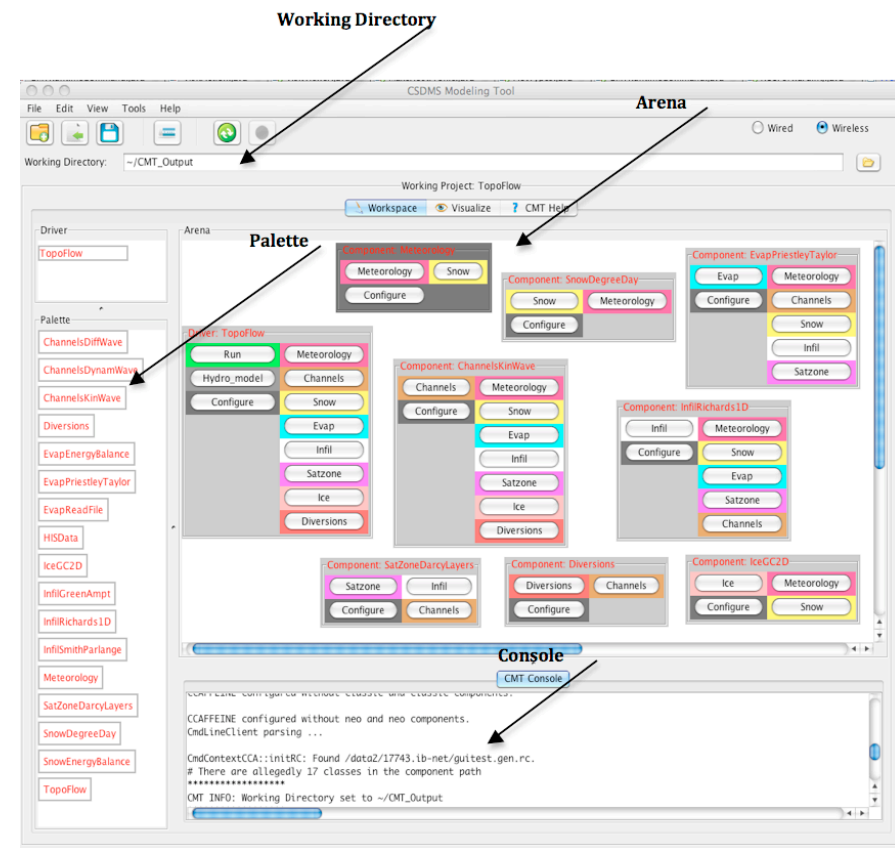 Working Directory
CSDMS Modeling Tool
Arena
File Edit View Tools Help
Wired Wireless
Working Directory: ~/CMT_Output
Working Project: TopoFlow
Workspace Visualize ? CMT Help
Driver
TopoFlow
Palette
ChannelsDiffWave
ChannelsDynamWave
ChannelsKinWave
Diversions
EvapEnergyBalance
EvapPriestleyTaylor
EvapReadFile
HISData
IceGC2D
InfilGreenAmpt
InfilRichards1D
InfilSmithParlange
Meteorology
SatZoneDarcyLayers
SnowDegreeDay
SnowEnergyBalance
TopoFlow
Arena
Palette
Component: Meteorology
Meteorology Snow
Configure
Component: SnowDegreeDay
Snow Meteorology
Configure
Component: EvapPriestleyTaylor
Evap Meteorology
Configure Channels
Snow
Infil
Satzone
Driver: TopoFlow
Run Meteorology
Hydro_model Channels
Configure Snow
Evap
Infil
Satzone
Ice
Diversions
Component: ChannelsKinWave
Channels Meteorology
Configure Snow
Evap
Infil
Satzone
Ice
Diversions
Component: InfilRichards1D
Infil Meteorology
Configure Snow
Evap
Satzone
Channels
Component: SatZoneDarcyLayers
Satzone Infil
Configure Channels
Component: Diversions
Diversions Channels
Configure
Component: IceGC2D
Ice Meteorology
Configure Snow
Console
CMT Console
CCAFFEINE configured without classic and classic components.
CCAFFEINE configured without neo and neo components.
CmdLineClient parsing ...
CmdContextCCA::initRC: Found /data2/17743.ib-net/guitest.gen.rc.
# There are allegedly 17 classes in the component path
******************
CMT INFO: Working Directory set to ~/CMT_Output